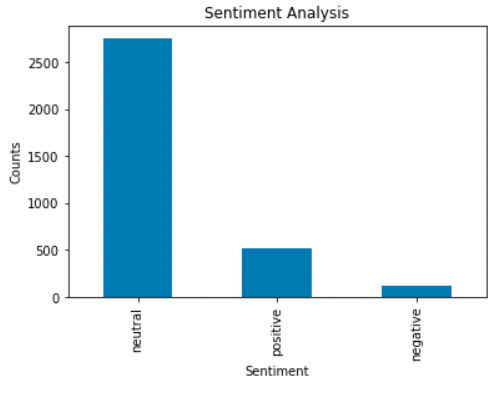 Sentiment Analysis
2500
2000
1500
1000
500
0
Counts
neutral
positive
negative
Sentiment